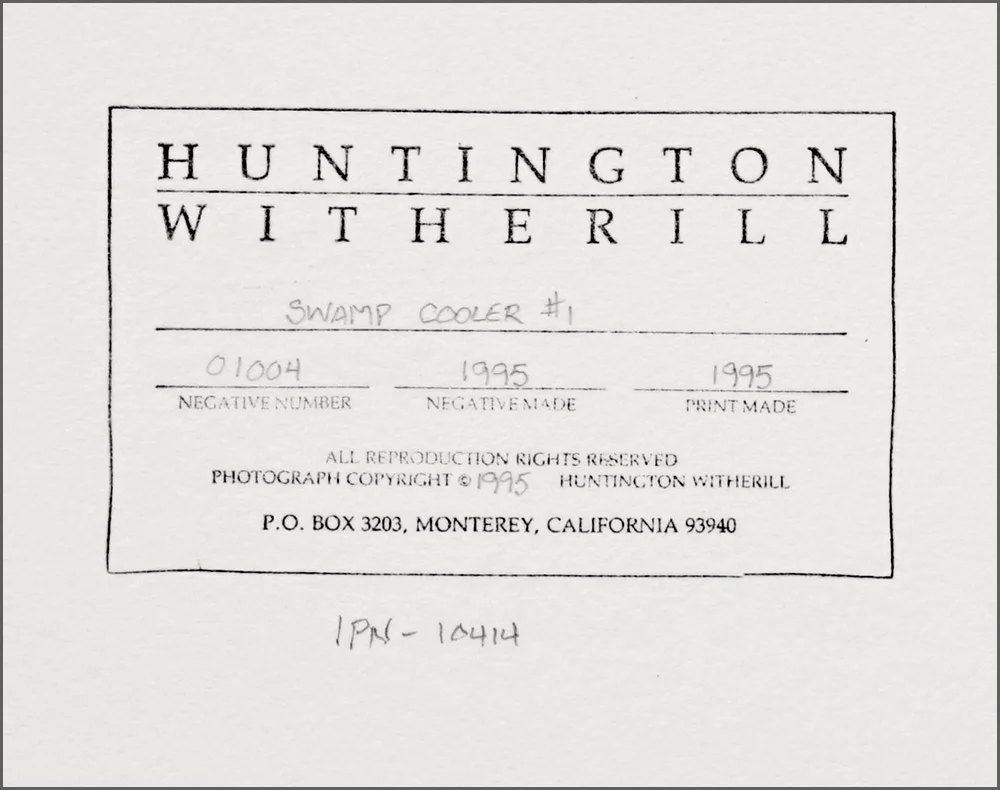 HUNTINGTON
WITHERILL
SWAMP COOLER #1
01004 1995 1995
NEGATIVE NUMBER NEGATIVE MADE PRINT MADE
ALL REPRODUCTION RIGHTS RESERVED
PHOTOGRAPH COPYRIGHT © 1995 HUNTINGTON WITHERILL
P.O. BOX 3203, MONTEREY, CALIFORNIA 93940
IPN - 10414